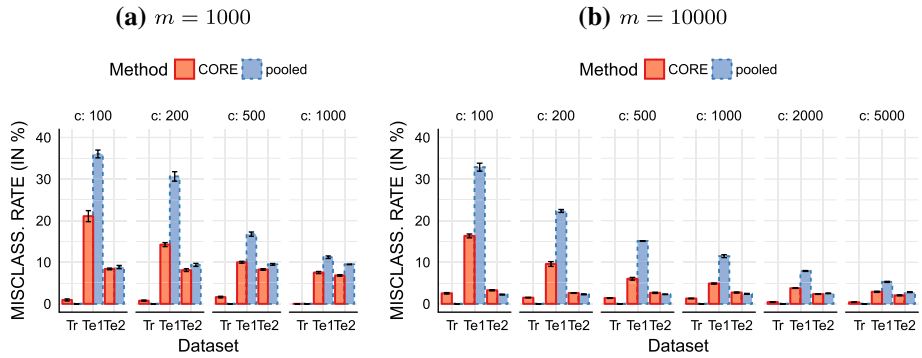 (a) m = 1000
Method CORE pooled
c: 100 c: 200 c: 500 c: 1000
MISCLASS. RATE (IN %)
40
30
20
10
0
Tr Te1Te2 Tr Te1Te2 Tr Te1Te2 Tr Te1Te2
Dataset
(b) m = 10000
Method CORE pooled
c: 100 c: 200 c: 500 c: 1000 c: 2000 c: 5000
MISCLASS. RATE (IN %)
40
30
20
10
0
Tr Te1Te2 Tr Te1Te2 Tr Te1Te2 Tr Te1Te2 Tr Te1Te2 Tr Te1Te2
Dataset